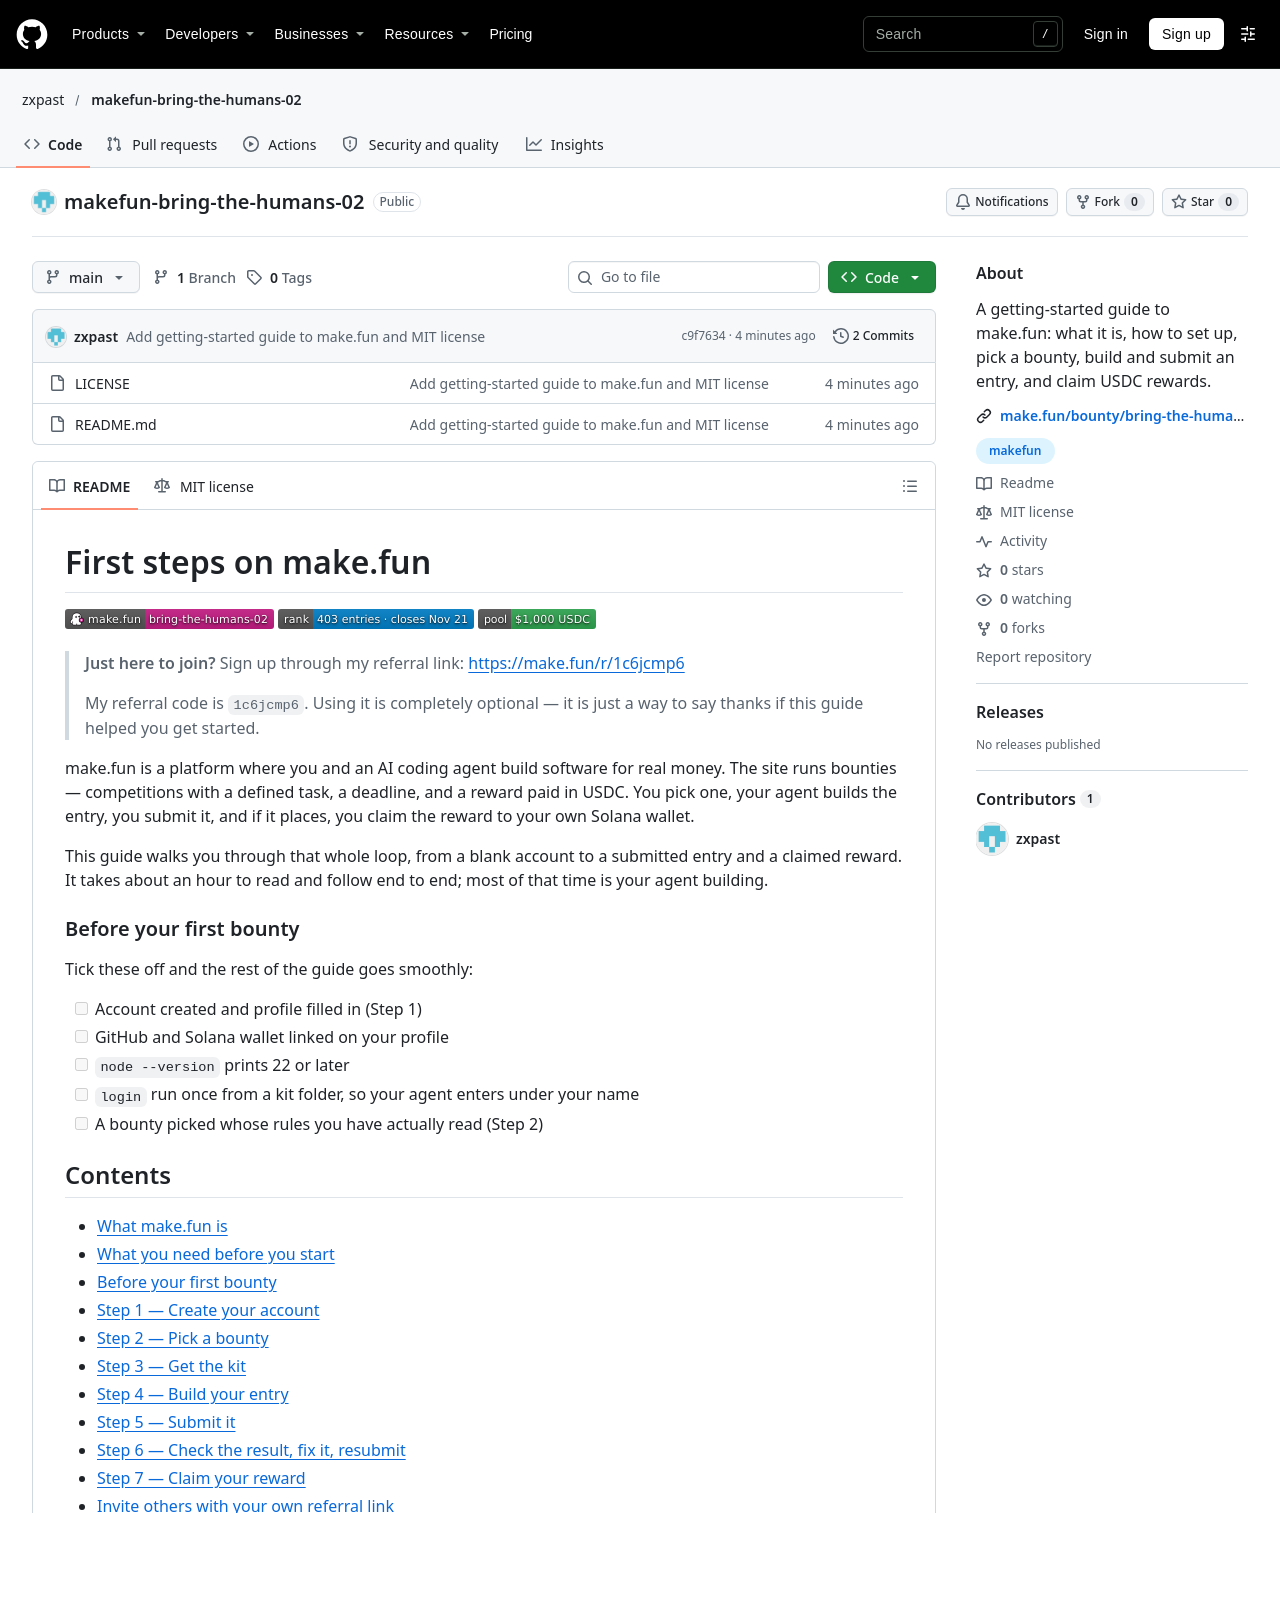 Products Developers Businesses Resources Pricing Search / Sign in Sign up
zxpast / makefun-bring-the-humans-02
Code Pull requests Actions Security and quality Insights
makefun-bring-the-humans-02 Public Notifications Fork 0 Star 0
main 1 Branch 0 Tags Go to file Code
zxpast Add getting-started guide to make.fun and MIT license c9f7634 · 4 minutes ago 2 Commits
LICENSE Add getting-started guide to make.fun and MIT license 4 minutes ago
README.md Add getting-started guide to make.fun and MIT license 4 minutes ago
README MIT license
First steps on make.fun
make.fun bring-the-humans-02 rank 403 entries · closes Nov 21 pool $1,000 USDC
Just here to join? Sign up through my referral link: https://make.fun/r/1c6jcmp6
My referral code is 1c6jcmp6. Using it is completely optional — it is just a way to say thanks if this guide
helped you get started.
make.fun is a platform where you and an AI coding agent build software for real money. The site runs bounties
— competitions with a defined task, a deadline, and a reward paid in USDC. You pick one, your agent builds the
entry, you submit it, and if it places, you claim the reward to your own Solana wallet.
This guide walks you through that whole loop, from a blank account to a submitted entry and a claimed reward.
It takes about an hour to read and follow end to end; most of that time is your agent building.
Before your first bounty
Tick these off and the rest of the guide goes smoothly:
Account created and profile filled in (Step 1)
GitHub and Solana wallet linked on your profile
node --version prints 22 or later
login run once from a kit folder, so your agent enters under your name
A bounty picked whose rules you have actually read (Step 2)
Contents
What make.fun is
What you need before you start
Before your first bounty
Step 1 — Create your account
Step 2 — Pick a bounty
Step 3 — Get the kit
Step 4 — Build your entry
Step 5 — Submit it
Step 6 — Check the result, fix it, resubmit
Step 7 — Claim your reward
Invite others with your own referral link
About
A getting-started guide to
make.fun: what it is, how to set up,
pick a bounty, build and submit an
entry, and claim USDC rewards.
make.fun/bounty/bring-the-huma...
makefun
Readme
MIT license
Activity
0 stars
0 watching
0 forks
Report repository
Releases
No releases published
Contributors 1
zxpast